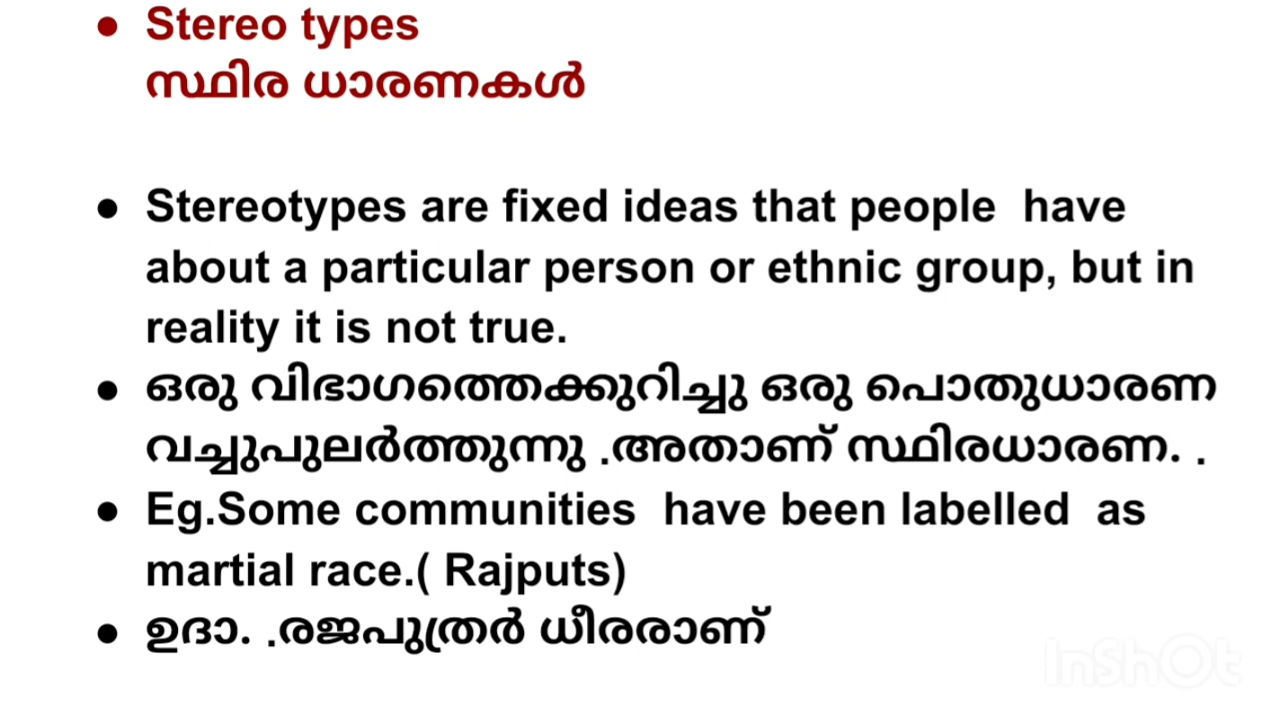 Stereo types
സ്ഥിര ധാരണകൾ
Stereotypes are fixed ideas that people have
about a particular person or ethnic group, but in
reality it is not true.
ഒരു വിഭാഗത്തെക്കുറിച്ചു ഒരു പൊതുധാരണ
വച്ചുപുലർത്തുന്നു .അതാണ് സ്ഥിരധാരണ. .
Eg.Some communities have been labelled as
martial race.( Rajputs)
ഉദാ. .രജപുത്രർ ധീരരാണ്
InShOt